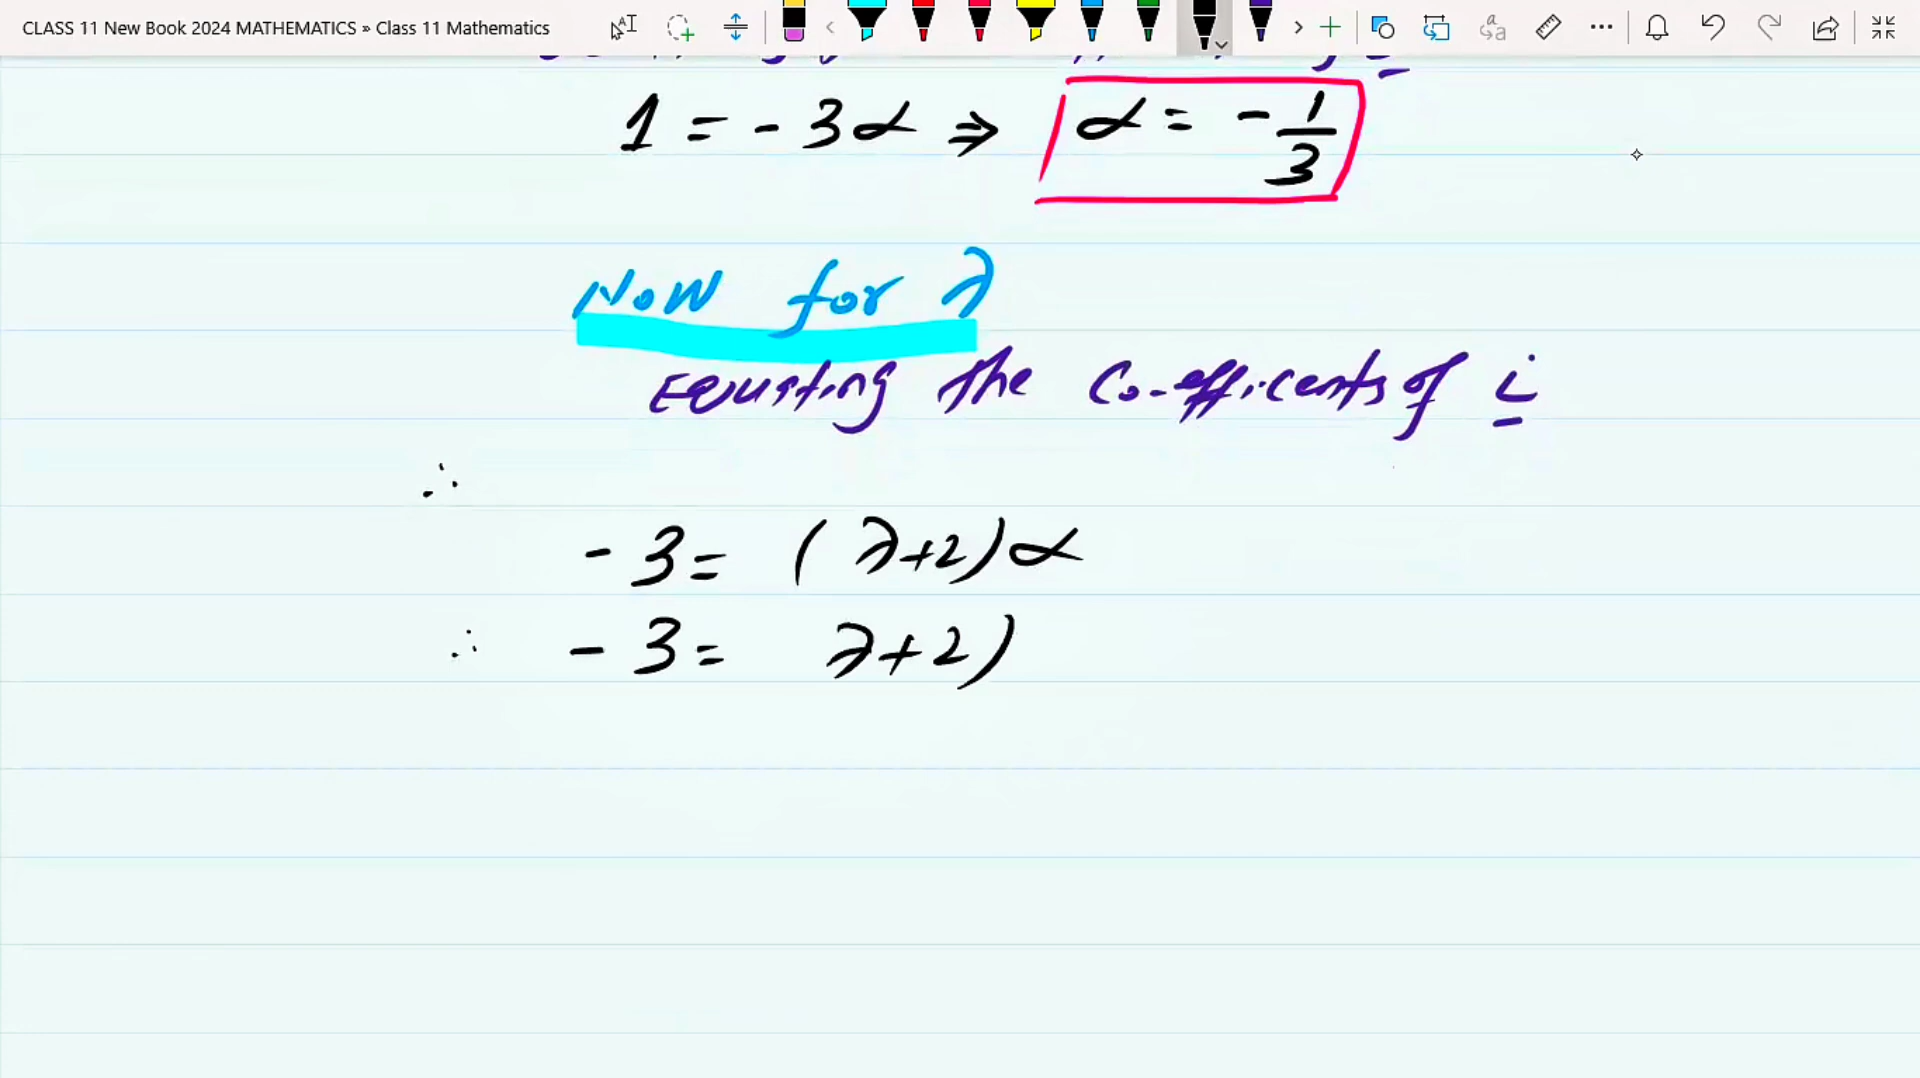 CLASS 11 New Book 2024 MATHEMATICS » Class 11 Mathematics
1 = - 3α ⇒ α = - 1/3
Now for λ
Equating the Co-efficents of i
∴
- 3 = ( λ+2)α
∴ - 3 = λ+2)